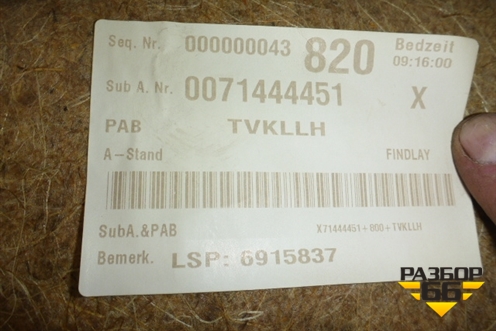 Seq. Nr. 000000043 820 Bedzeit
09:16:00
Sub A. Nr. 0071444451 X
PAB TVKLLH
A-Stand FINDLAY
SubA.&PAB X71444451+800+TVKLLH
Bemerk. LSP: 6915837
РАЗБОР
66